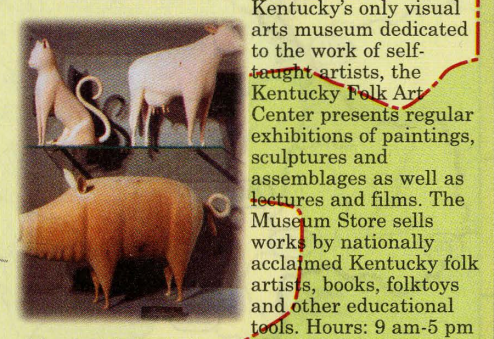 Kentucky's only visual
arts museum dedicated
to the work of self-
taught artists, the
Kentucky Folk Art
Center presents regular
exhibitions of paintings,
sculptures and
assemblages as well as
lectures and films. The
Museum Store sells
works by nationally
acclaimed Kentucky folk
artists, books, folktoys
and other educational
tools. Hours: 9 am-5 pm